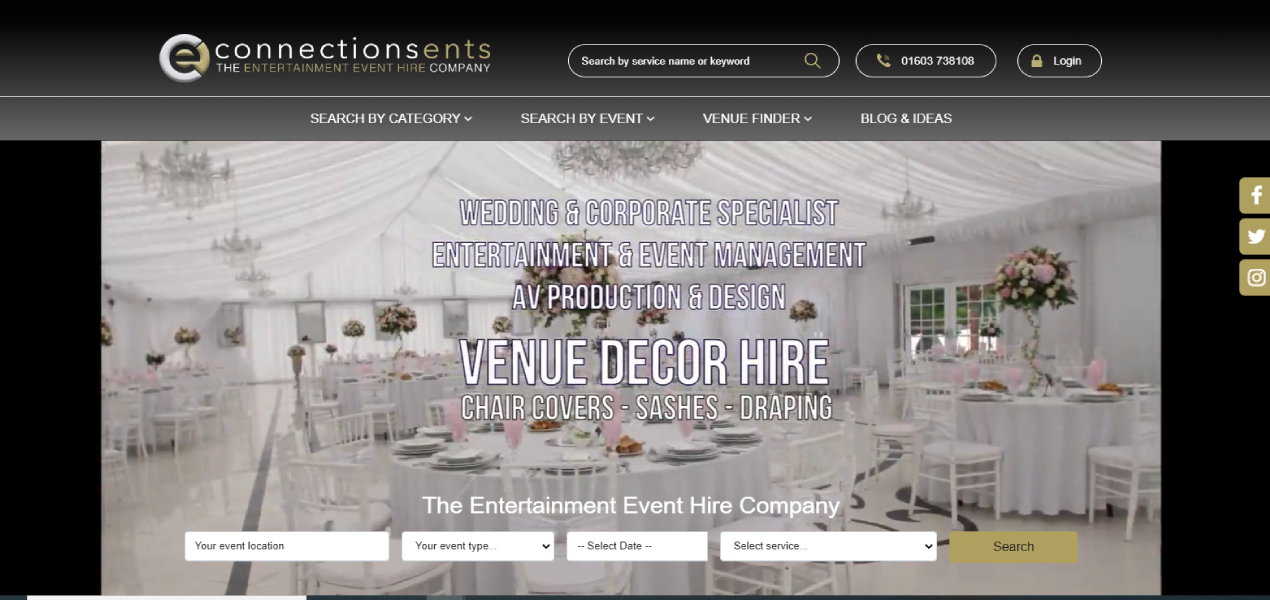 e connectionsents
THE ENTERTAINMENT EVENT HIRE COMPANY
Search by service name or keyword
01603 738108
Login
SEARCH BY CATEGORY
SEARCH BY EVENT
VENUE FINDER
BLOG & IDEAS
WEDDING & CORPORATE SPECIALIST
ENTERTAINMENT & EVENT MANAGEMENT
AV PRODUCTION & DESIGN
VENUE DECOR HIRE
CHAIR COVERS - SASHES - DRAPING
The Entertainment Event Hire Company
Your event location
Your event type...
-- Select Date --
Select service...
Search